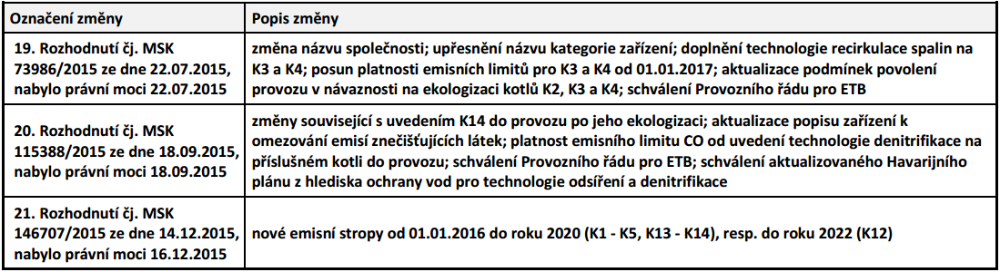 Označení změny
Popis změny
19. Rozhodnutí čj. MSK
73986/2015 ze dne 22.07.2015,
nabylo právní moci 22.07.2015
změna názvu společnosti; upřesnění názvu kategorie zařízení; doplnění technologie recirkulace spalin na
K3 a K4; posun platnosti emisních limitů pro K3 a K4 od 01.01.2017; aktualizace podmínek povolení
provozu v návaznosti na ekologizaci kotlů K2, K3 a K4; schválení Provozního řádu pro ETB
20. Rozhodnutí čj. MSK
115388/2015 ze dne 18.09.2015,
nabylo právní moci 18.09.2015
změny související s uvedením K14 do provozu po jeho ekologizaci; aktualizace popisu zařízení k
omezování emisí znečišťujících látek; platnost emisního limitu CO od uvedení technologie denitrifikace na
příslušném kotli do provozu; schválení Provozního řádu pro ETB; schválení aktualizovaného Havarijního
plánu z hlediska ochrany vod pro technologie odsíření a denitrifikace
21. Rozhodnutí čj. MSK
146707/2015 ze dne 14.12.2015,
nabylo právní moci 16.12.2015
nové emisní stropy od 01.01.2016 do roku 2020 (K1 - K5, K13 - K14), resp. do roku 2022 (K12)